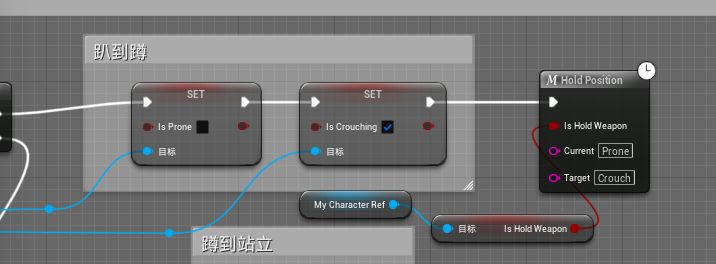 趴到蹲
SET
Is Prone
目标
SET
Is Crouching
目标
M Hold Position
Is Hold Weapon
Current Prone
Target Crouch
My Character Ref
目标 Is Hold Weapon
蹲到站立